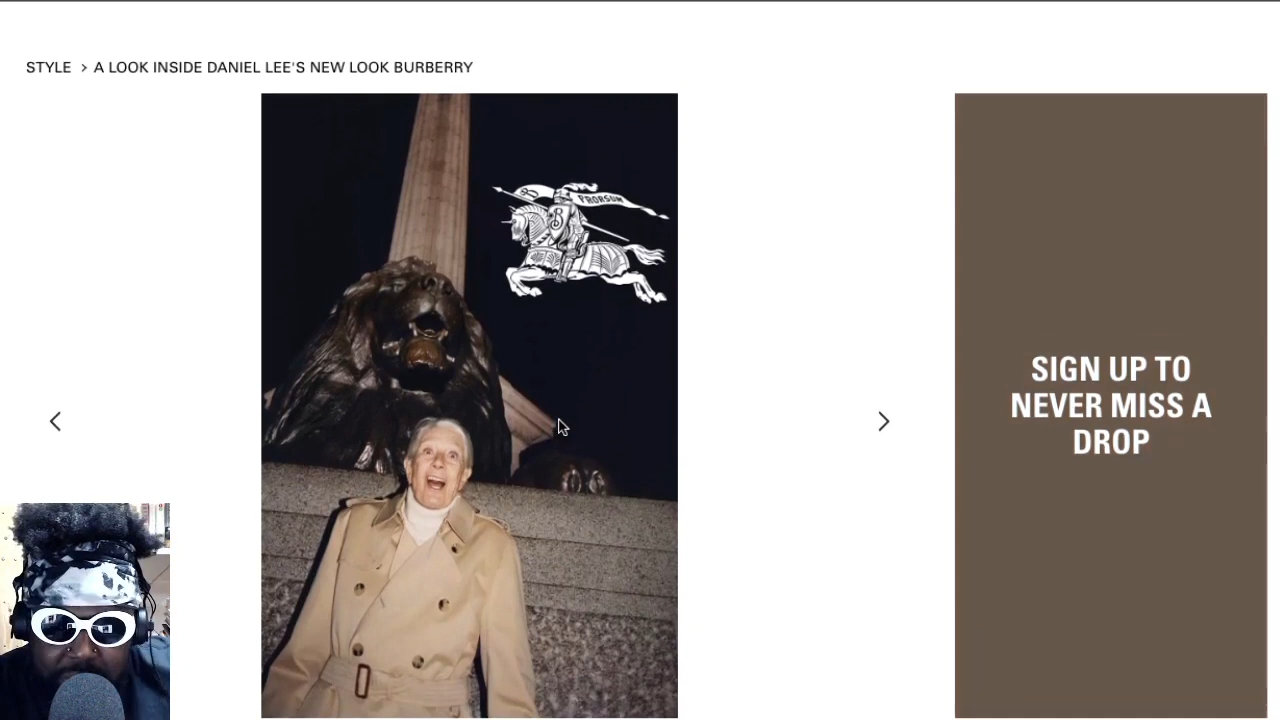 STYLE > A LOOK INSIDE DANIEL LEE'S NEW LOOK BURBERRY
PRORSUM
B
SIGN UP TO
NEVER MISS A
DROP